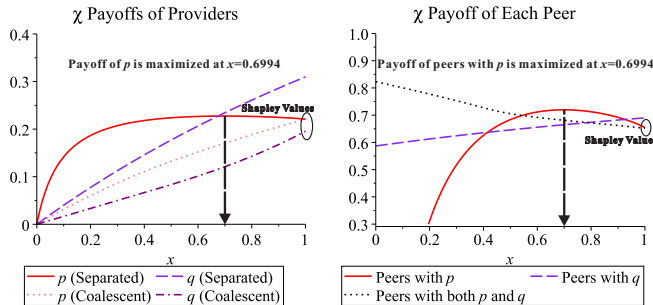 χ Payoffs of Providers
0.4
0.3
0.2
0.1
0
0
0.2
0.4
0.6
0.8
1
Payoff of p is maximized at x=0.6994
Shapley Values
x
p (Separated)
q (Separated)
p (Coalescent)
q (Coalescent)
χ Payoff of Each Peer
1.0
0.9
0.8
0.7
0.6
0.5
0.4
0.3
0
0.2
0.4
0.6
0.8
1
Payoff of peers with p is maximized at x=0.6994
Shapley Value
x
Peers with p
Peers with q
Peers with both p and q